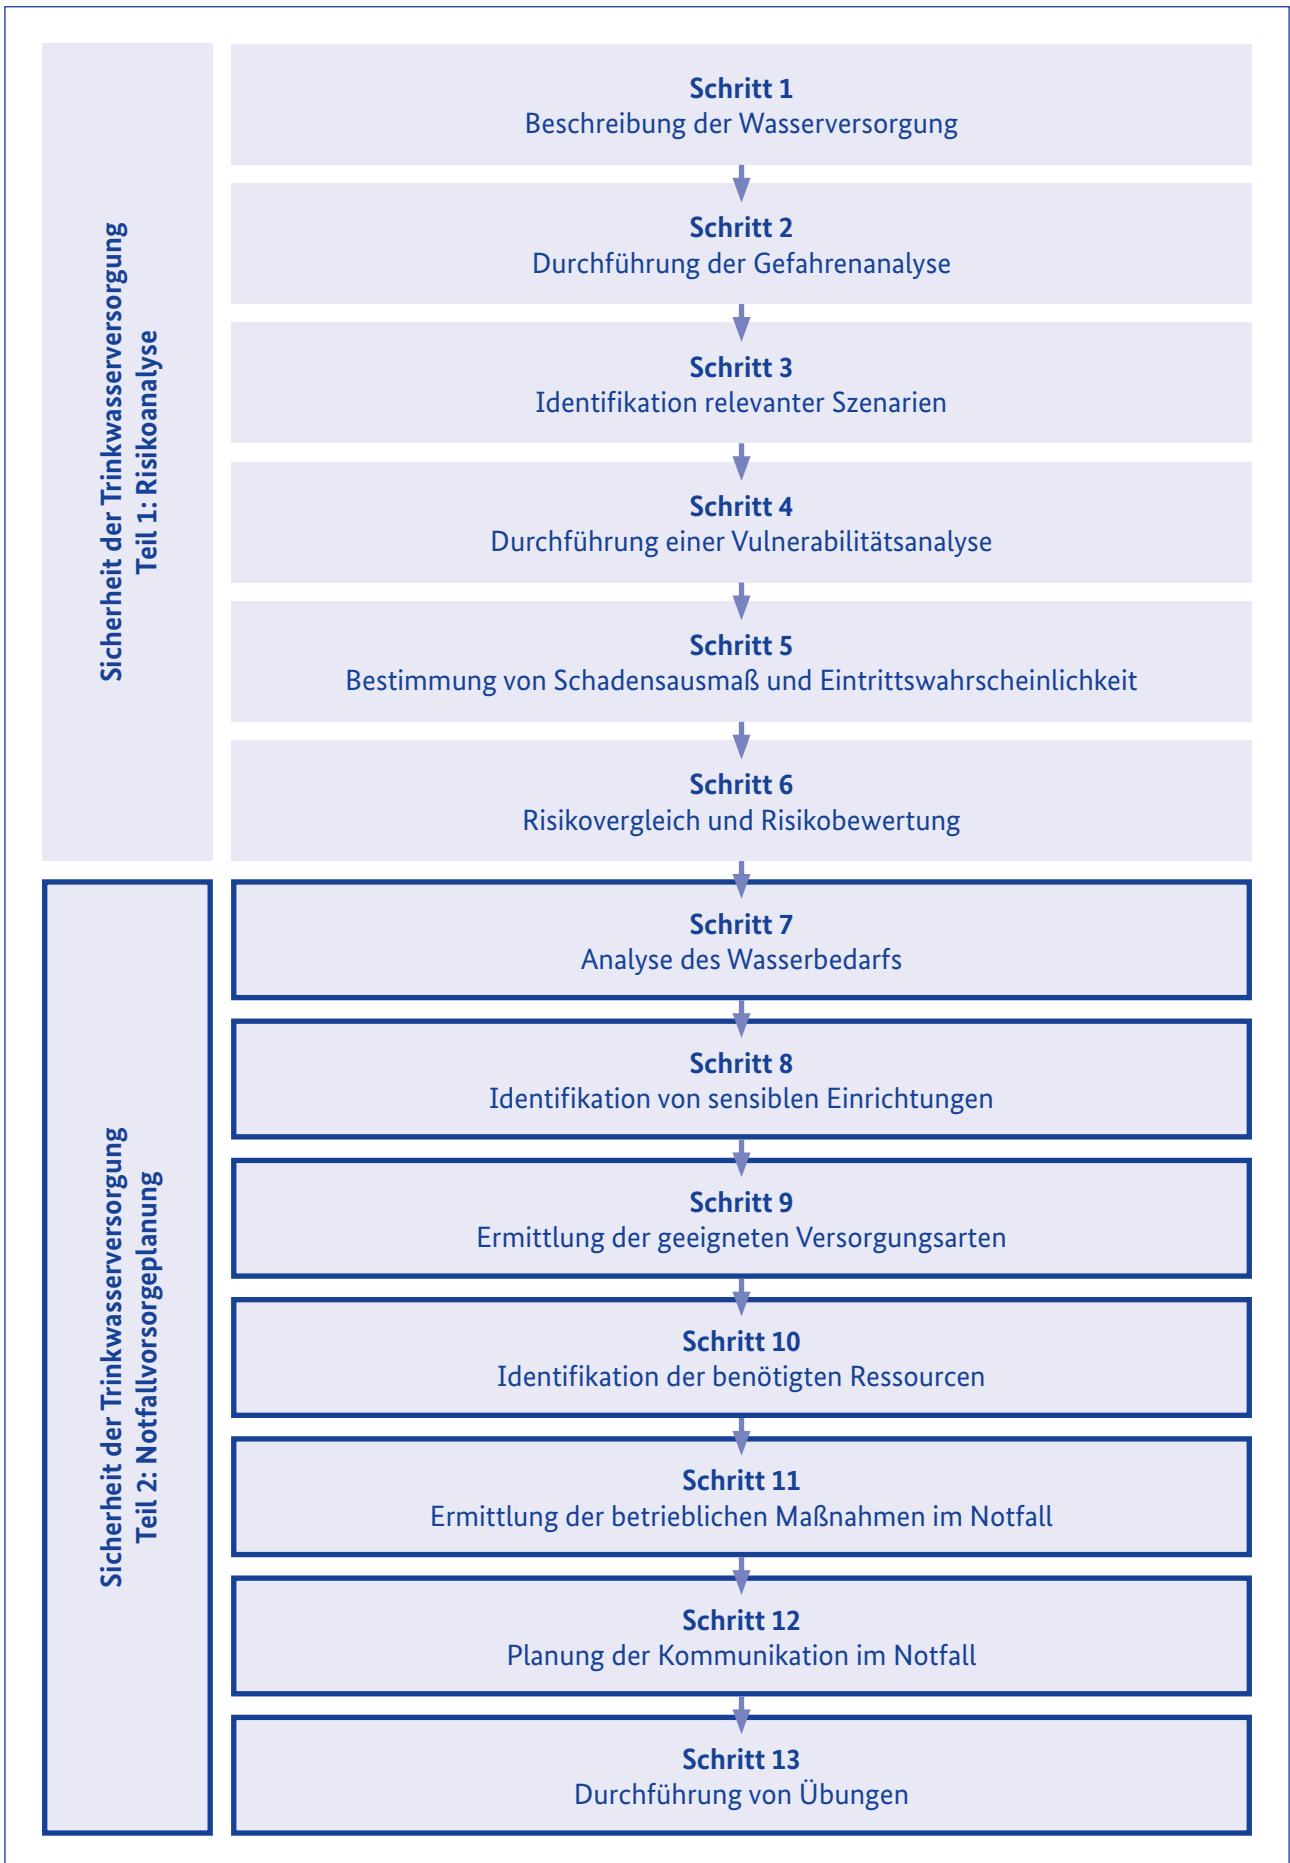 Sicherheit der Trinkwasserversorgung
Teil 1: Risikoanalyse
Schritt 1
Beschreibung der Wasserversorgung
Schritt 2
Durchführung der Gefahrenanalyse
Schritt 3
Identifikation relevanter Szenarien
Schritt 4
Durchführung einer Vulnerabilitätsanalyse
Schritt 5
Bestimmung von Schadensausmaß und Eintrittswahrscheinlichkeit
Schritt 6
Risikovergleich und Risikobewertung
Sicherheit der Trinkwasserversorgung
Teil 2: Notfallvorsorgeplanung
Schritt 7
Analyse des Wasserbedarfs
Schritt 8
Identifikation von sensiblen Einrichtungen
Schritt 9
Ermittlung der geeigneten Versorgungsarten
Schritt 10
Identifikation der benötigten Ressourcen
Schritt 11
Ermittlung der betrieblichen Maßnahmen im Notfall
Schritt 12
Planung der Kommunikation im Notfall
Schritt 13
Durchführung von Übungen